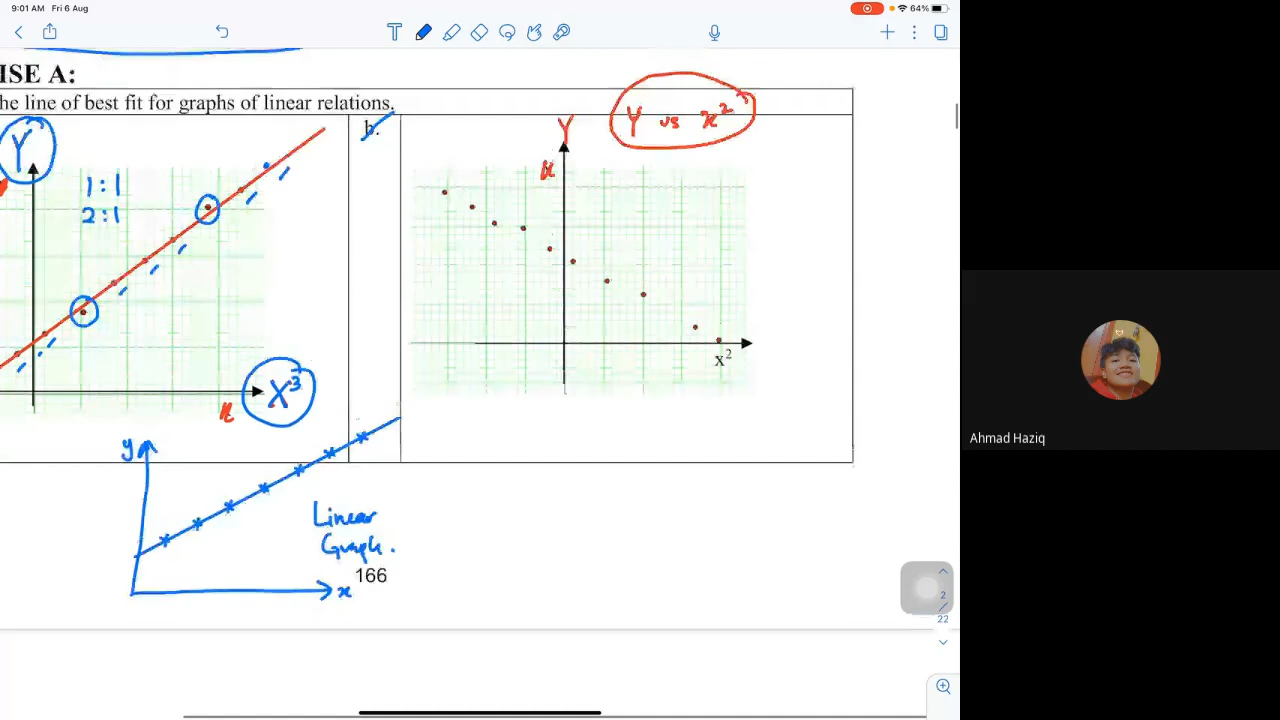 9:01 AM Fri 6 Aug
64%
ISE A:
he line of best fit for graphs of linear relations.
Y
1:1
2:1
X³
b.
Y vs x²
Y
x²
y
x
Linear
Graph.
166
2
22
Ahmad Haziq